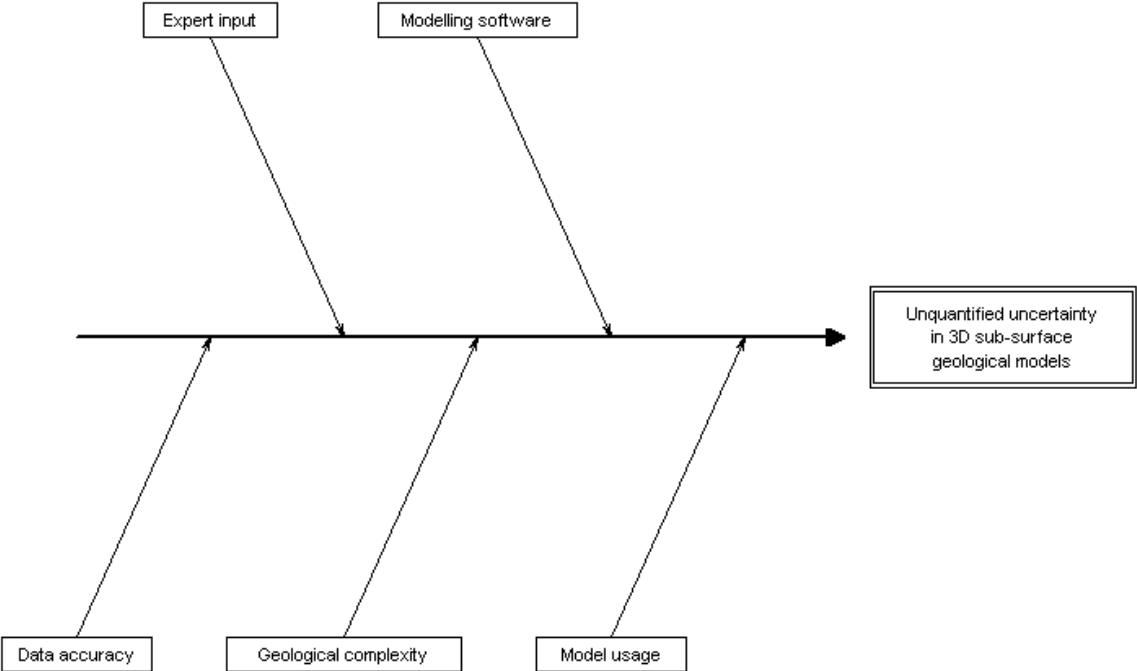 Expert input
Modelling software
Unquantified uncertainty
in 3D sub-surface
geological models
Data accuracy
Geological complexity
Model usage